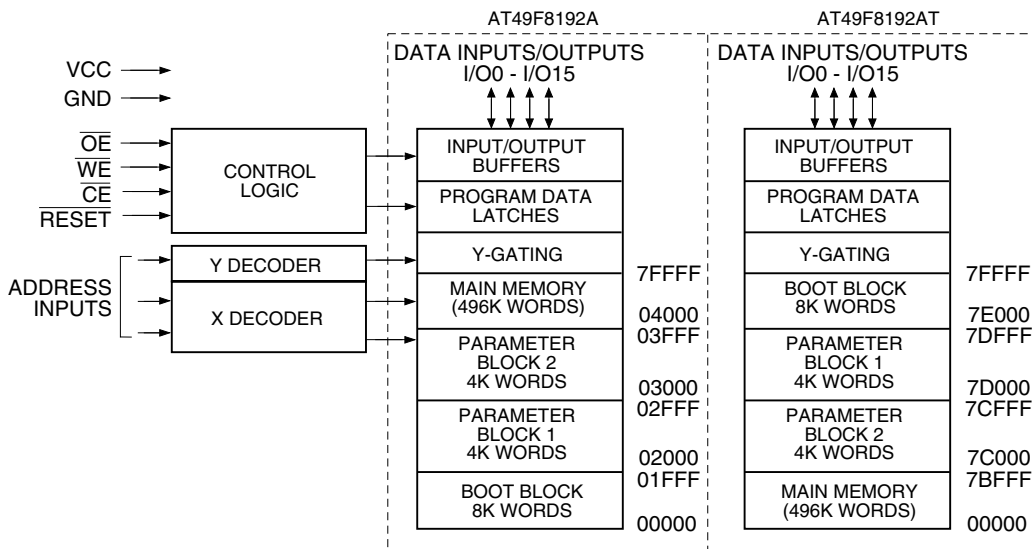 AT49F8192A
AT49F8192AT
DATA INPUTS/OUTPUTS
I/O0 - I/O15
DATA INPUTS/OUTPUTS
I/O0 - I/O15
VCC
GND
OE
WE
CE
RESET
CONTROL
LOGIC
ADDRESS
INPUTS
Y DECODER
X DECODER
INPUT/OUTPUT
BUFFERS
PROGRAM DATA
LATCHES
Y-GATING
7FFFF
MAIN MEMORY
(496K WORDS)
04000
03FFF
PARAMETER
BLOCK 2
4K WORDS
03000
02FFF
PARAMETER
BLOCK 1
4K WORDS
02000
01FFF
BOOT BLOCK
8K WORDS
00000
INPUT/OUTPUT
BUFFERS
PROGRAM DATA
LATCHES
Y-GATING
7FFFF
BOOT BLOCK
8K WORDS
7E000
7DFFF
PARAMETER
BLOCK 1
4K WORDS
7D000
7CFFF
PARAMETER
BLOCK 2
4K WORDS
7C000
7BFFF
MAIN MEMORY
(496K WORDS)
00000